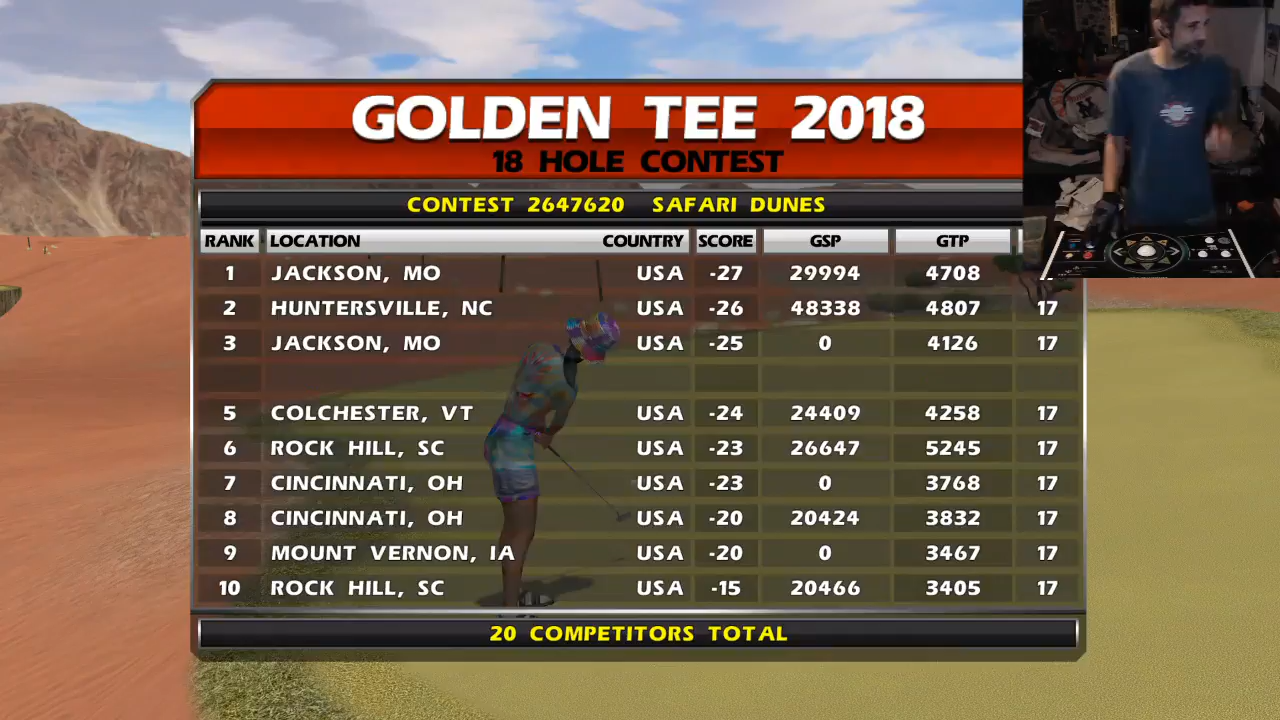 GOLDEN TEE 2018
18 HOLE CONTEST
CONTEST 2647620 SAFARI DUNES
RANK LOCATION COUNTRY SCORE GSP GTP
1 JACKSON, MO USA -27 29994 4708
2 HUNTERSVILLE, NC USA -26 48338 4807 17
3 JACKSON, MO USA -25 0 4126 17
5 COLCHESTER, VT USA -24 24409 4258 17
6 ROCK HILL, SC USA -23 26647 5245 17
7 CINCINNATI, OH USA -23 0 3768 17
8 CINCINNATI, OH USA -20 20424 3832 17
9 MOUNT VERNON, IA USA -20 0 3467 17
10 ROCK HILL, SC USA -15 20466 3405 17
20 COMPETITORS TOTAL